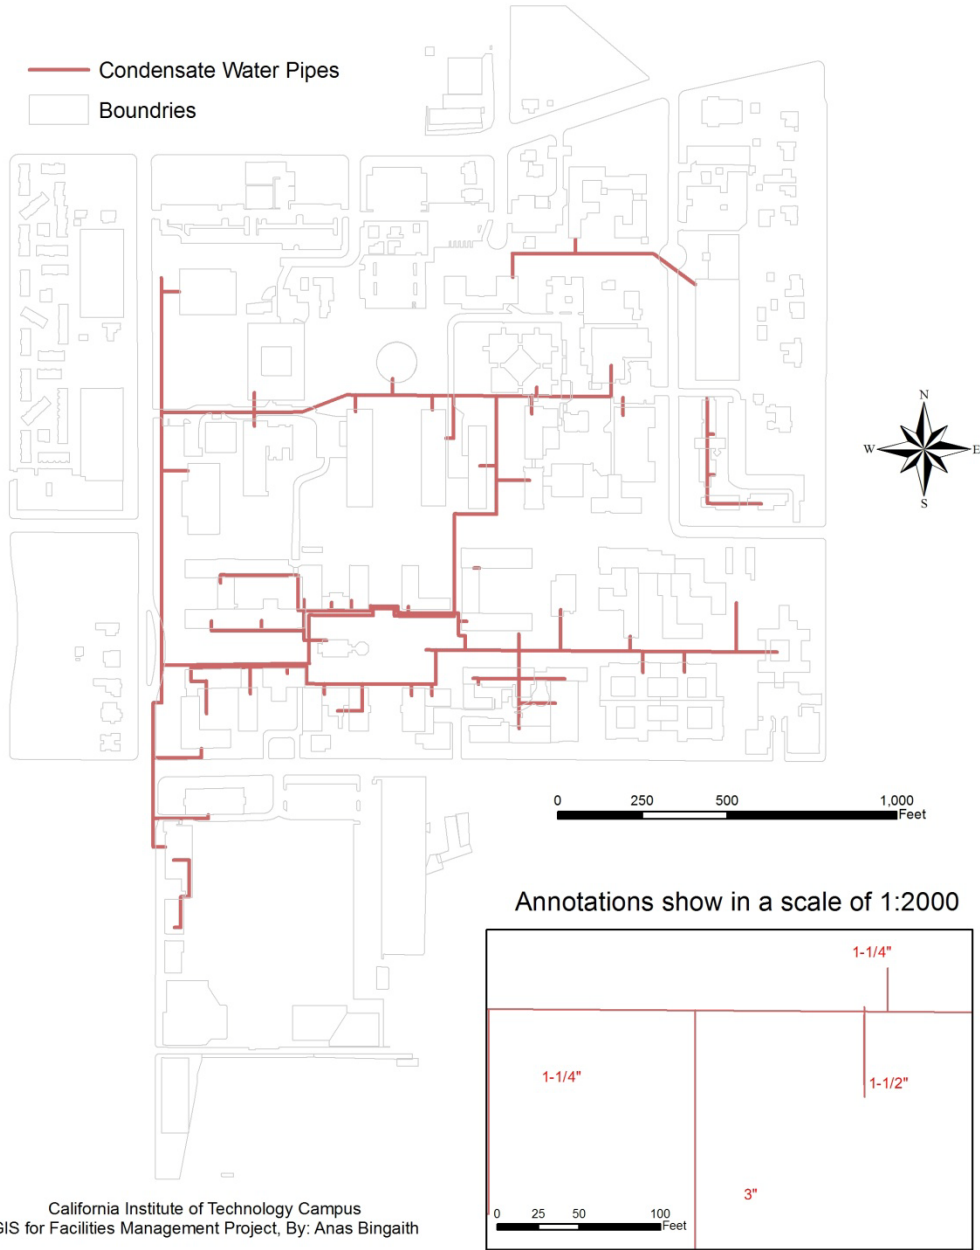 Condensate Water Pipes
Boundries
N
W
E
S
0 250 500 1,000
Feet
Annotations show in a scale of 1:2000
1-1/4"
1-1/4"
1-1/2"
3"
0 25 50 100
Feet
California Institute of Technology Campus
GIS for Facilities Management Project, By: Anas Bingaith